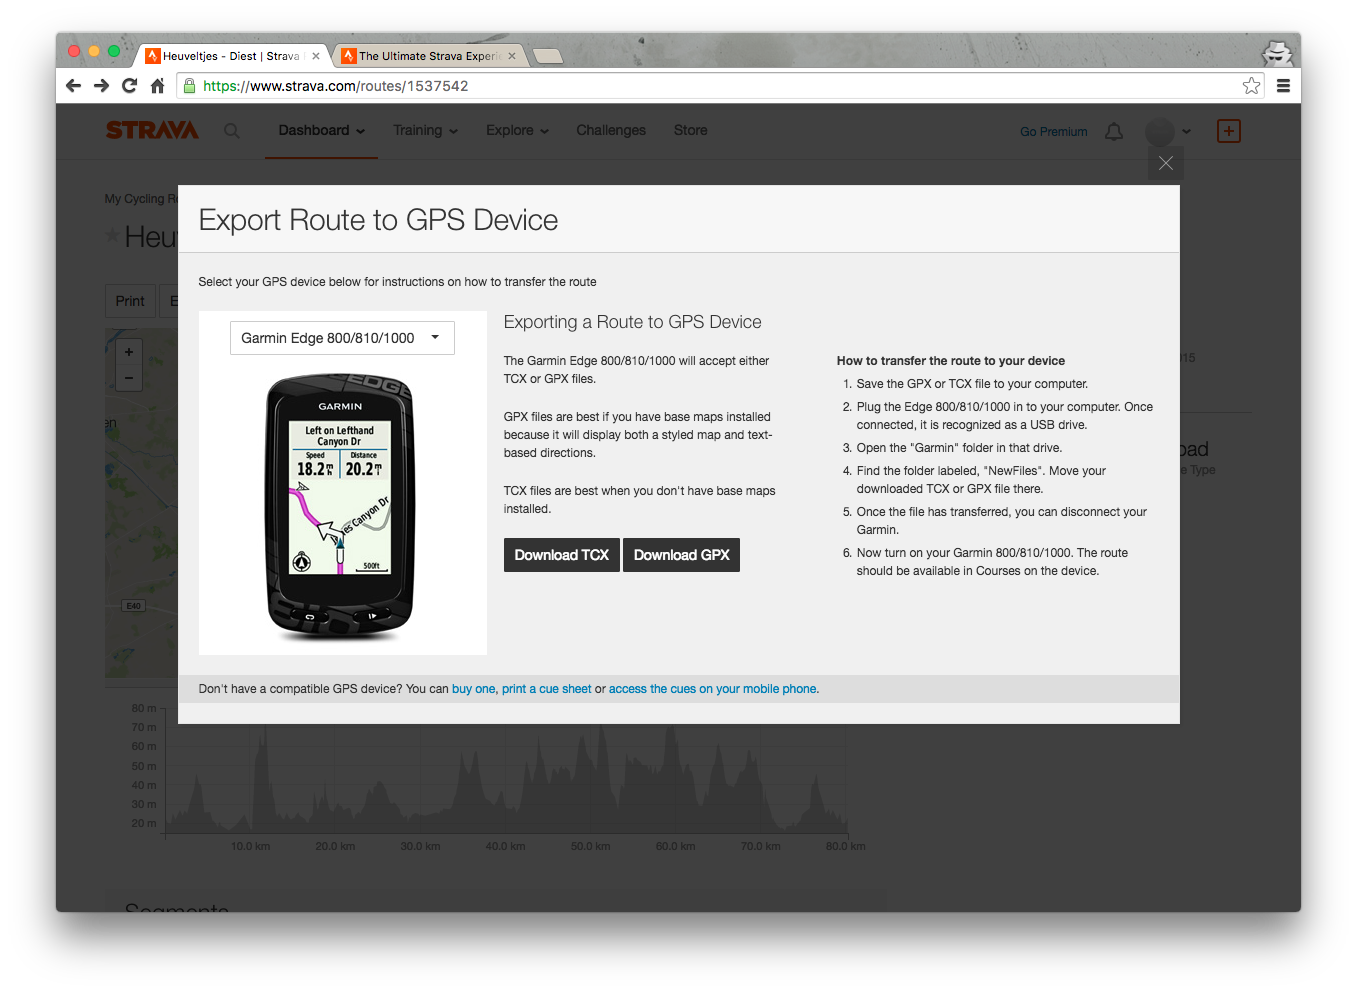 Heuveltjes - Diest | Strava
The Ultimate Strava Experie
https://www.strava.com/routes/1537542
STRAVA
Dashboard
Training
Explore
Challenges
Store
Go Premium
My Cycling R
Heuv
Print
E
Export Route to GPS Device
Select your GPS device below for instructions on how to transfer the route
Garmin Edge 800/810/1000
EDGE
GARMIN
Left on Lefthand
Canyon Dr
Speed
Distance
18.2 m/h
20.2 m
es Canyon Dr
500ft
Exporting a Route to GPS Device
The Garmin Edge 800/810/1000 will accept either
TCX or GPX files.
GPX files are best if you have base maps installed
because it will display both a styled map and text-
based directions.
TCX files are best when you don't have base maps
installed.
Download TCX
Download GPX
How to transfer the route to your device
1. Save the GPX or TCX file to your computer.
2. Plug the Edge 800/810/1000 in to your computer. Once
connected, it is recognized as a USB drive.
3. Open the "Garmin" folder in that drive.
4. Find the folder labeled, "NewFiles". Move your
downloaded TCX or GPX file there.
5. Once the file has transferred, you can disconnect your
Garmin.
6. Now turn on your Garmin 800/810/1000. The route
should be available in Courses on the device.
Don't have a compatible GPS device? You can buy one, print a cue sheet or access the cues on your mobile phone.
015
oad
e Type
+
−
en
E40
80 m
70 m
60 m
50 m
40 m
30 m
20 m
10.0 km
20.0 km
30.0 km
40.0 km
50.0 km
60.0 km
70.0 km
80.0 km
Segments